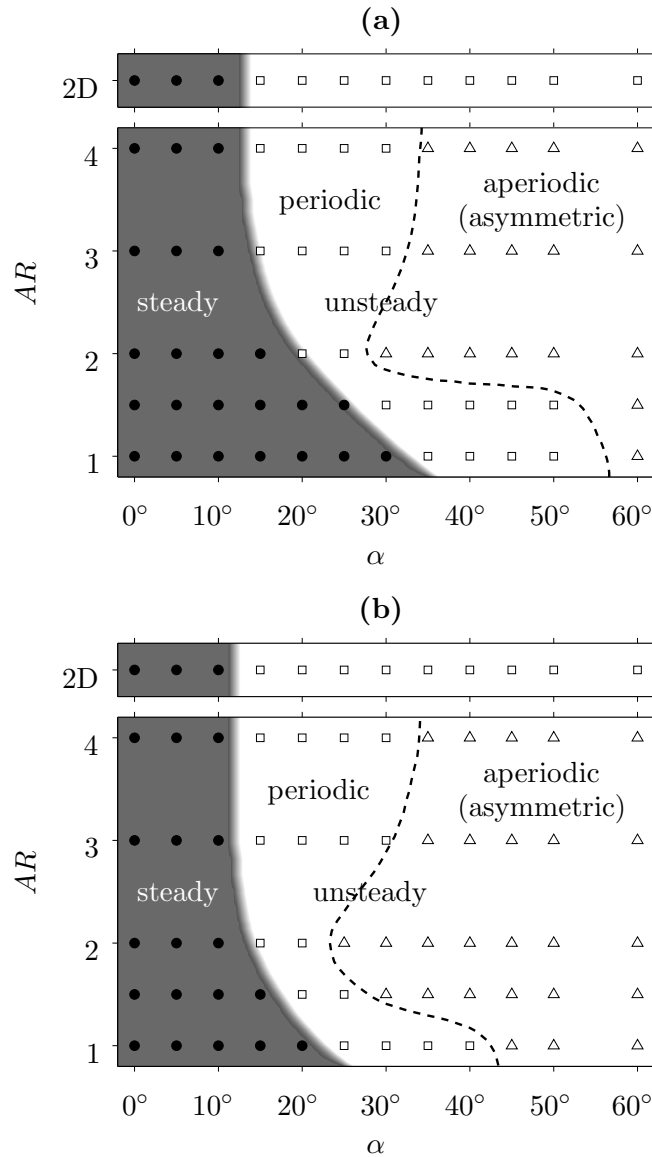 (a)
2D
4
periodic
aperiodic
(asymmetric)
3
AR
steady
unsteady
2
1
0° 10° 20° 30° 40° 50° 60°
α
(b)
2D
4
periodic
aperiodic
(asymmetric)
3
AR
steady
unsteady
2
1
0° 10° 20° 30° 40° 50° 60°
α